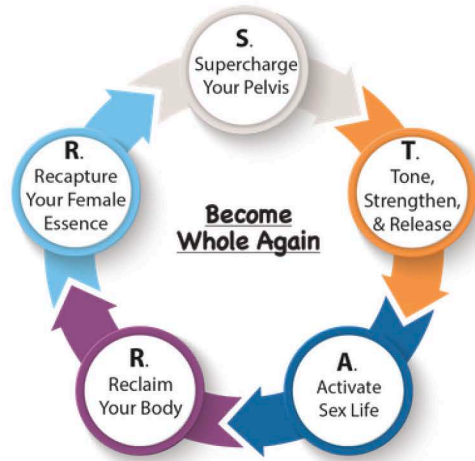 S.
Supercharge
Your Pelvis
T.
Tone,
Strengthen,
& Release
A.
Activate
Sex Life
R.
Reclaim
Your Body
R.
Recapture
Your Female
Essence
Become
Whole Again